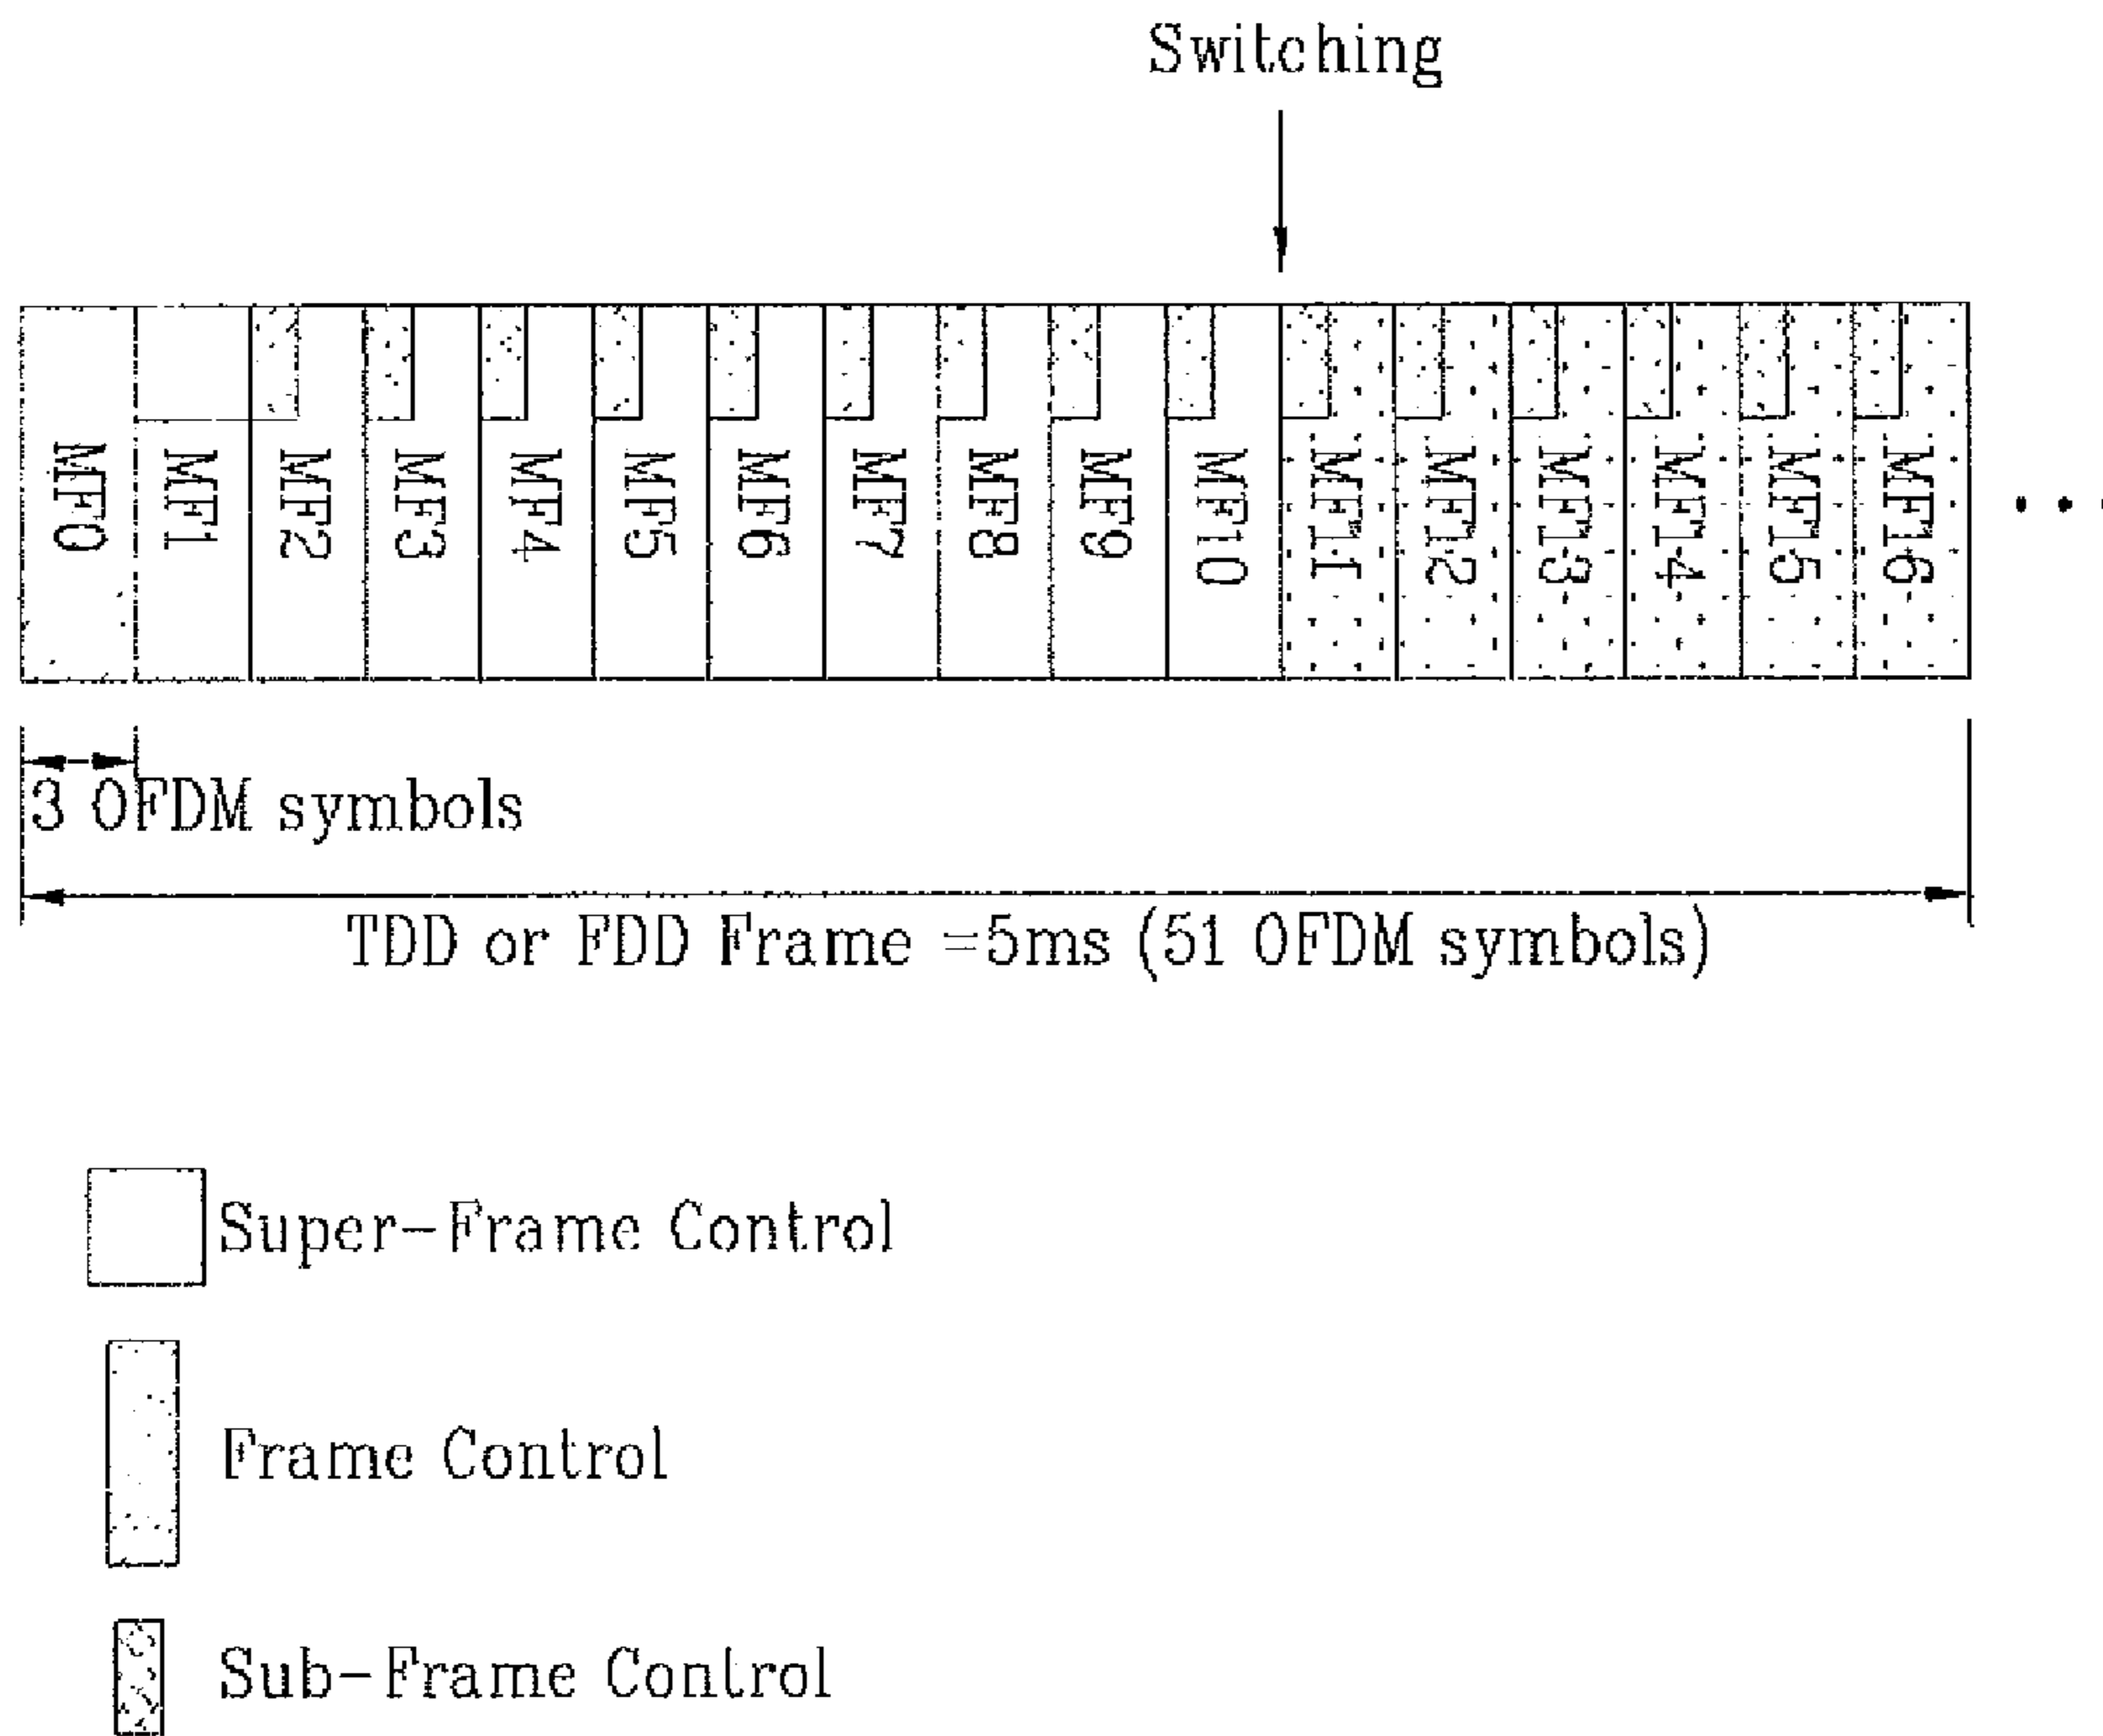 Switching
MF0 MF1 MF2 MF3 MF4 MF5 MF6 MF7 MF8 MF9 MF10 MF11 MF12 MF13 MF14 MF15 MF16 ...
3 OFDM symbols
TDD or FDD Frame =5ms (51 OFDM symbols)
Super-Frame Control
Frame Control
Sub-Frame Control